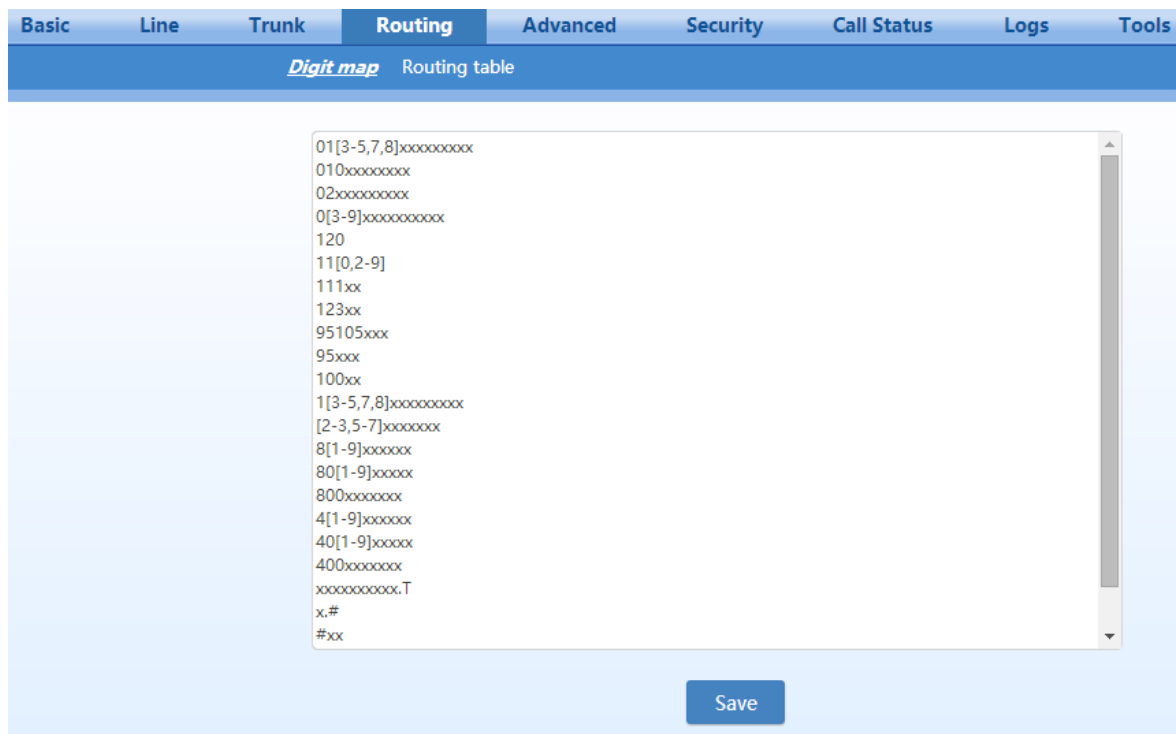 Basic Line Trunk Routing Advanced Security Call Status Logs Tools
Digit map Routing table
01[3-5,7,8]xxxxxxxxx
010xxxxxxxx
02xxxxxxxxx
0[3-9]xxxxxxxxxx
120
11[0,2-9]
111xx
123xx
95105xxx
95xxx
100xx
1[3-5,7,8]xxxxxxxxx
[2-3,5-7]xxxxxxx
8[1-9]xxxxxx
80[1-9]xxxxx
800xxxxxxx
4[1-9]xxxxxx
40[1-9]xxxxx
400xxxxxxx
xxxxxxxxxx.T
x.#
#xx
Save